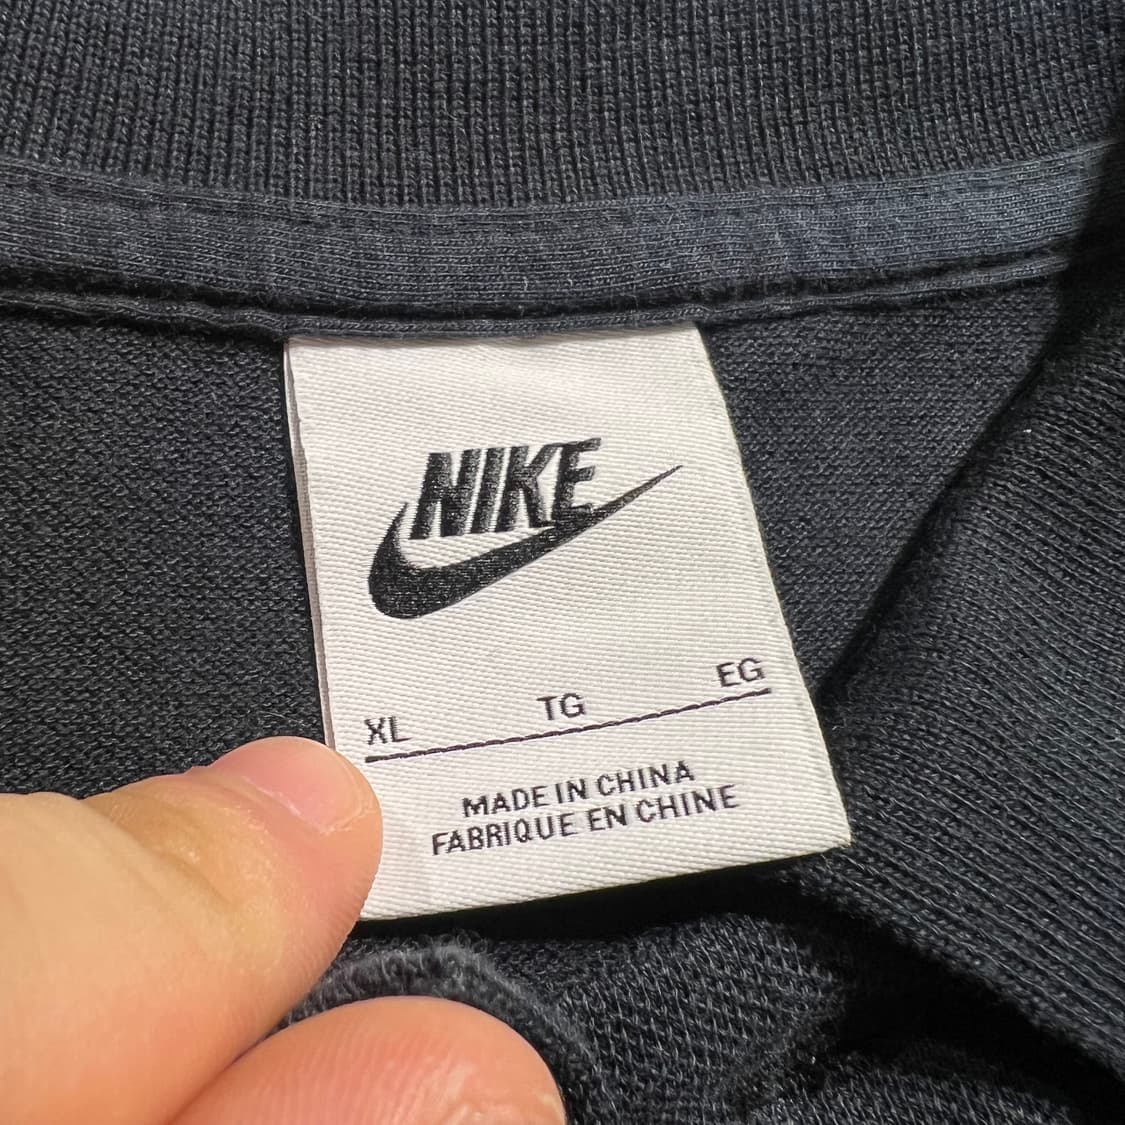 NIKE
XL TG EG
MADE IN CHINA
FABRIQUE EN CHINE